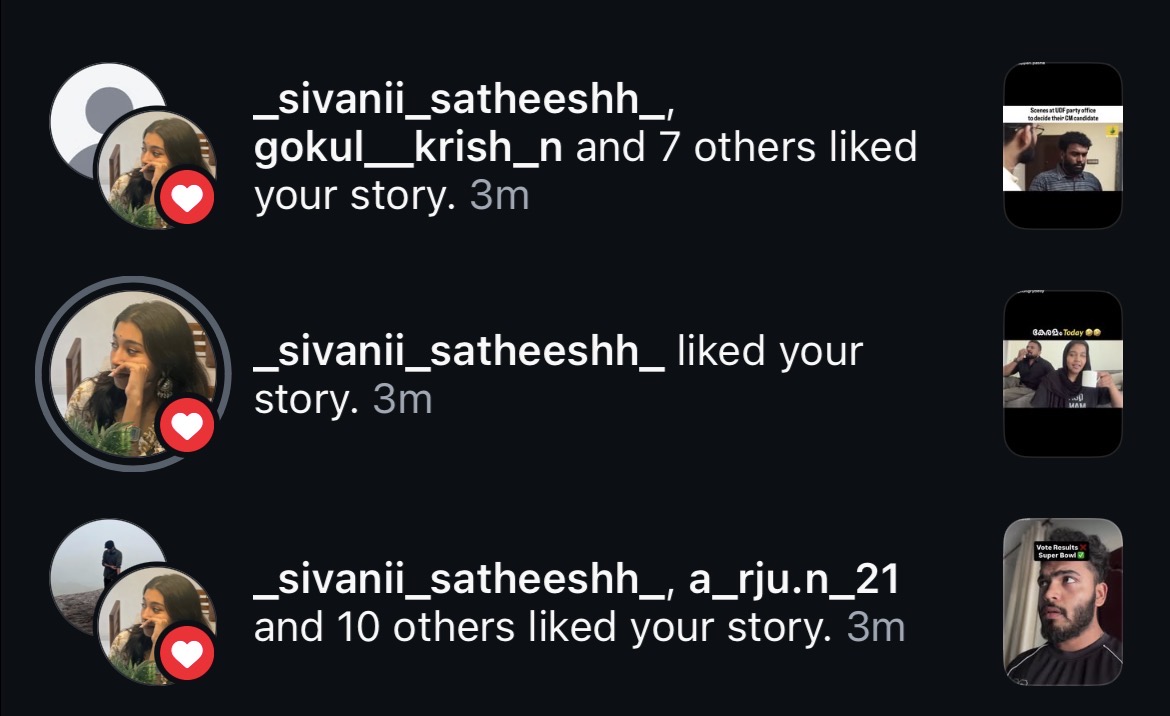 _sivanii_satheeshh_,
gokul__krish_n and 7 others liked
your story. 3m
Scenes at UDF party office
to decide their CM candidate
_sivanii_satheeshh_ liked your
story. 3m
കേരളം Today 🤣🤣
_sivanii_satheeshh_, a_rju.n_21
and 10 others liked your story. 3m
Vote Results ❌
Super Bowl ✅